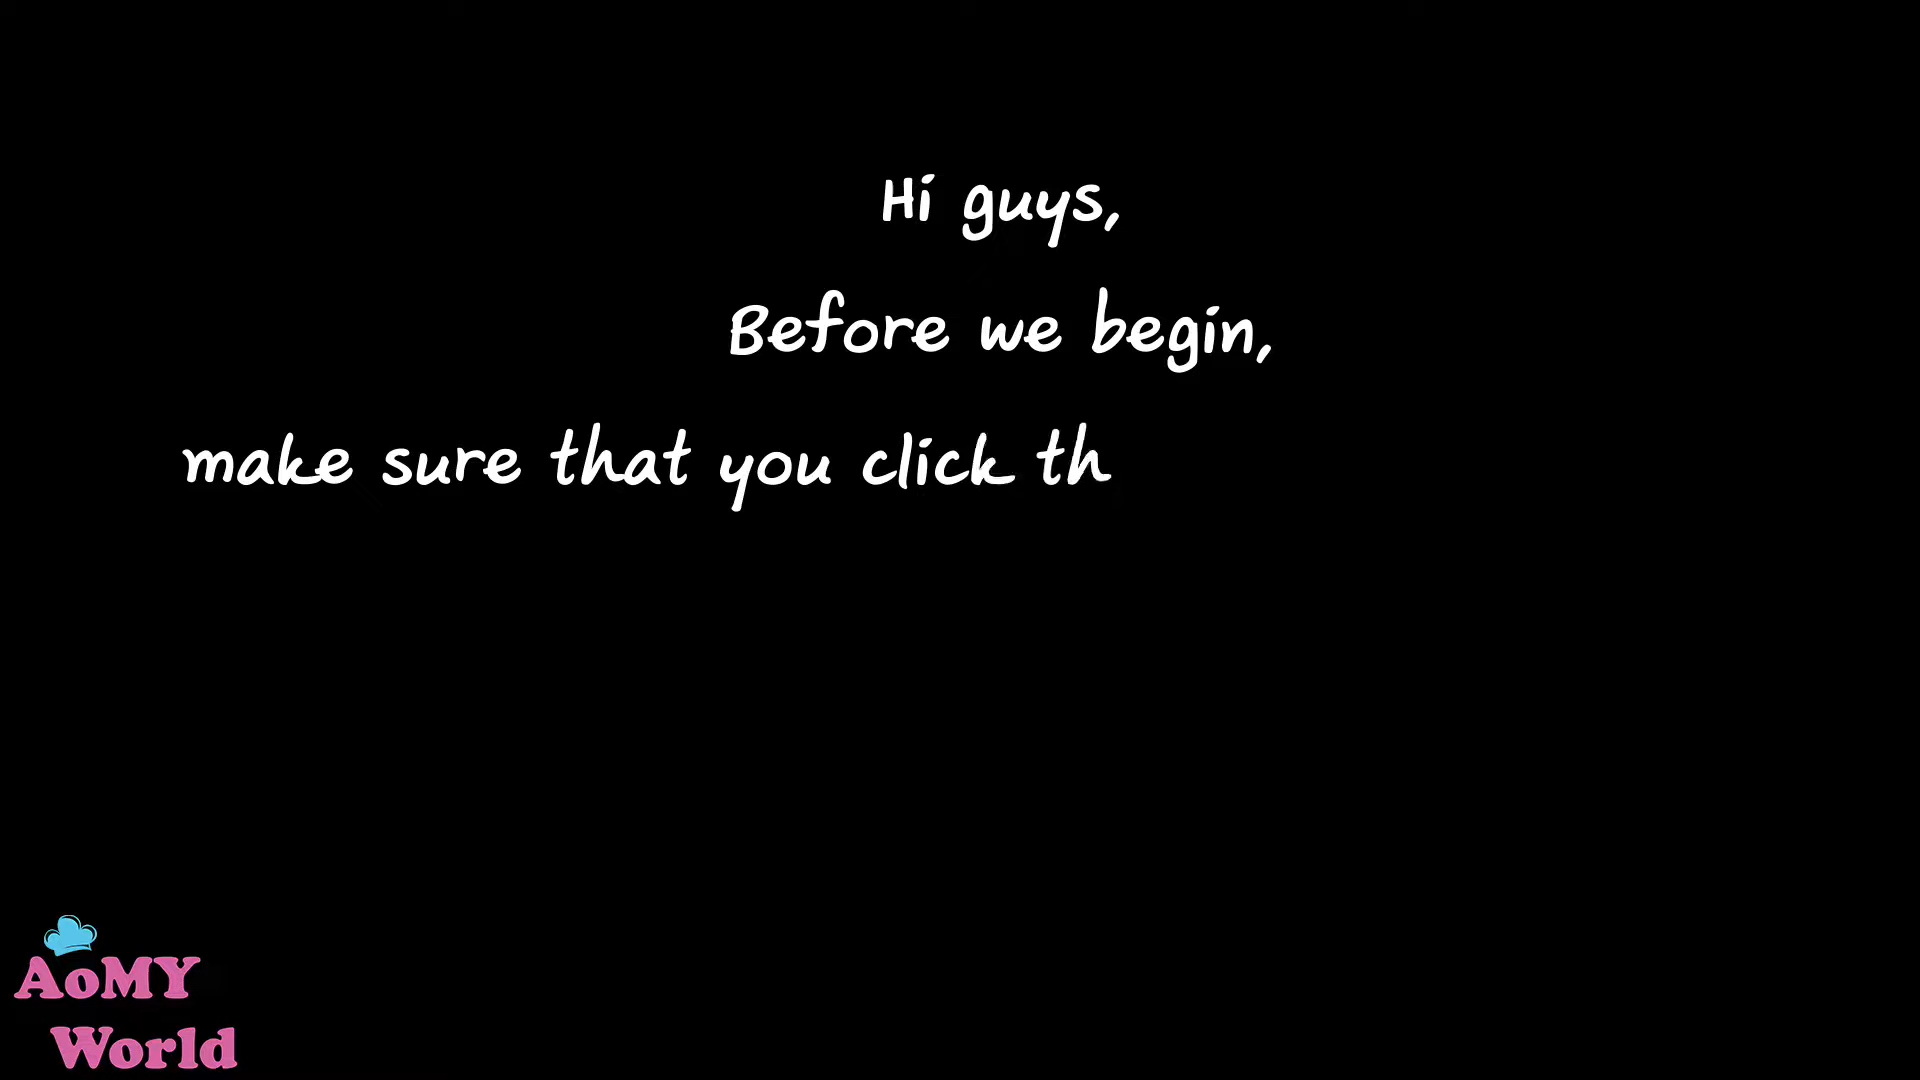 Hi guys,
Before we begin,
make sure that you click th
AoMY
World